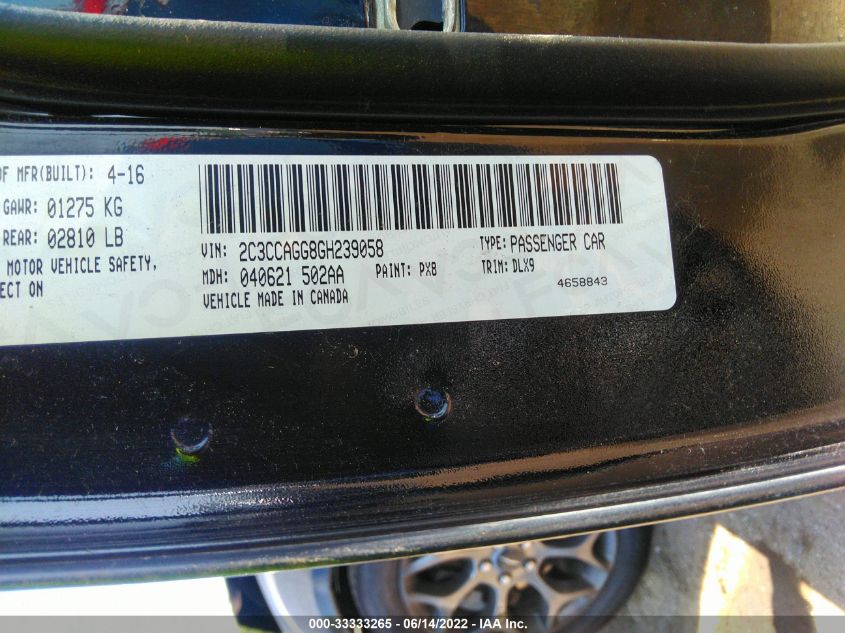 OF MFR(BUILT): 4-16
GAWR: 01275 KG
REAR: 02810 LB
MOTOR VEHICLE SAFETY,
ECT ON
VIN: 2C3CCAGG8GH239058
TYPE: PASSENGER CAR
MDH: 040621 502AA
PAINT: PX8
TRIM: DLX9
VEHICLE MADE IN CANADA
4658843
000-33333265 - 06/14/2022 - IAA Inc.